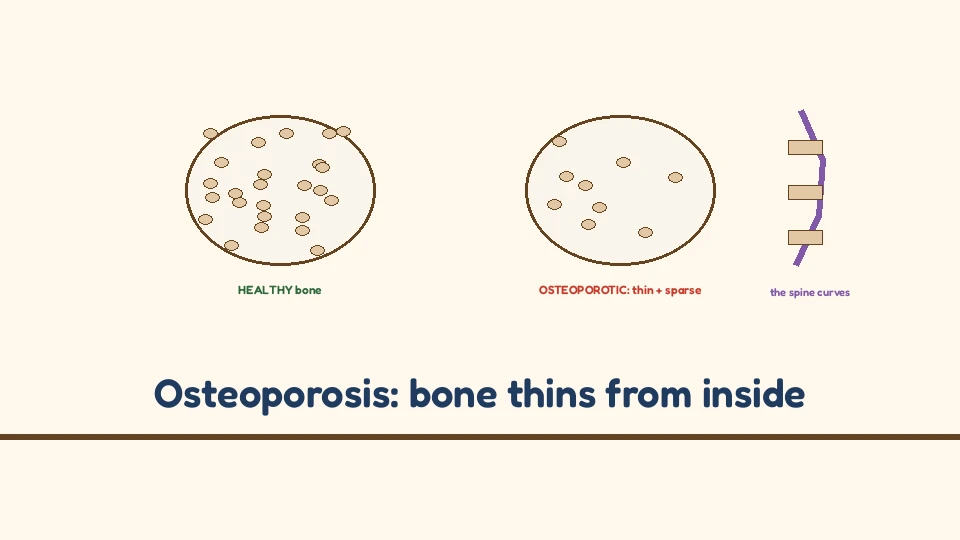 HEALTHY bone
OSTEOPOROTIC: thin + sparse
the spine curves
Osteoporosis: bone thins from inside